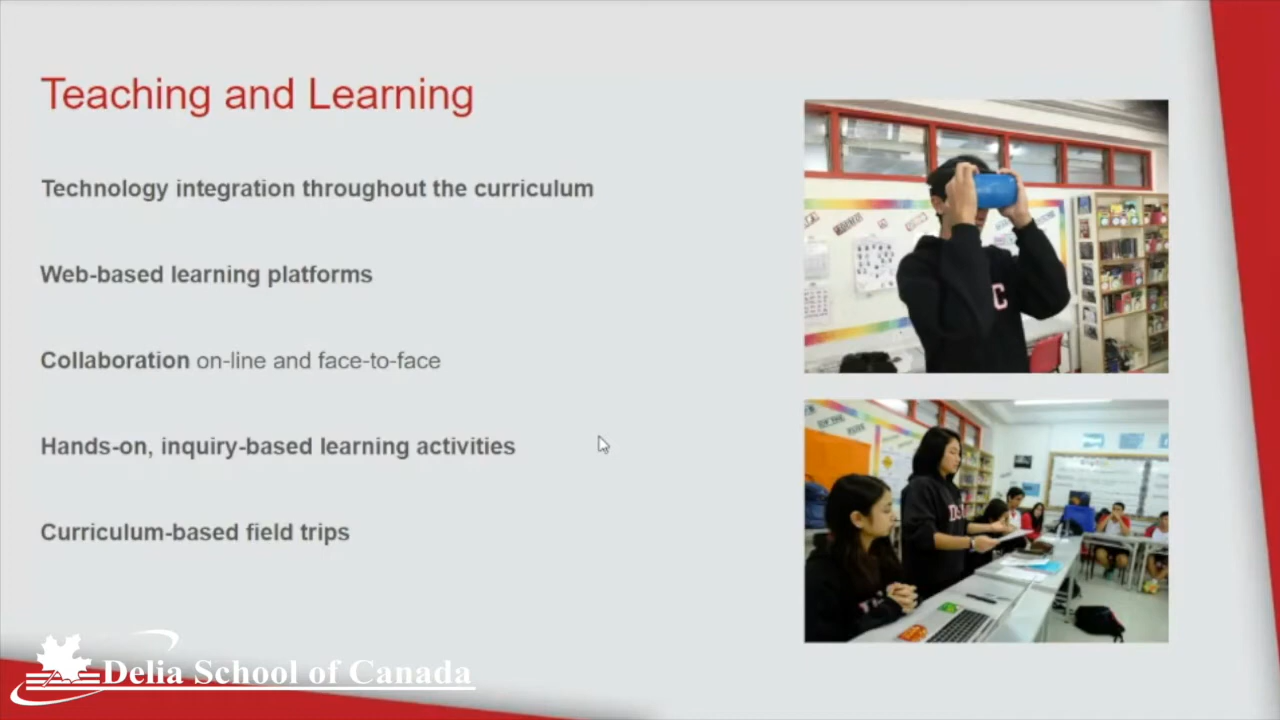 Teaching and Learning
Technology integration throughout the curriculum
Web-based learning platforms
Collaboration on-line and face-to-face
Hands-on, inquiry-based learning activities
Curriculum-based field trips
Delia School of Canada